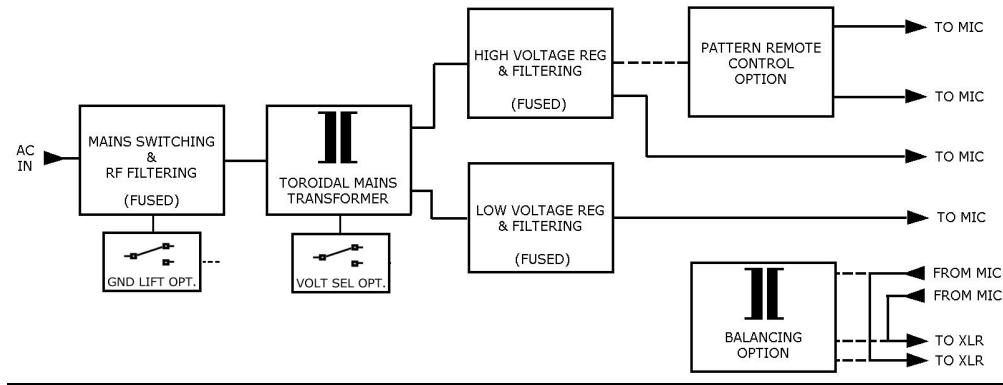 AC
IN
MAINS SWITCHING
&
RF FILTERING
(FUSED)
GND LIFT OPT.
TOROIDAL MAINS
TRANSFORMER
VOLT SEL OPT.
HIGH VOLTAGE REG
& FILTERING
(FUSED)
LOW VOLTAGE REG
& FILTERING
(FUSED)
PATTERN REMOTE
CONTROL
OPTION
BALANCING
OPTION
TO MIC
TO MIC
TO MIC
TO MIC
FROM MIC
FROM MIC
TO XLR
TO XLR